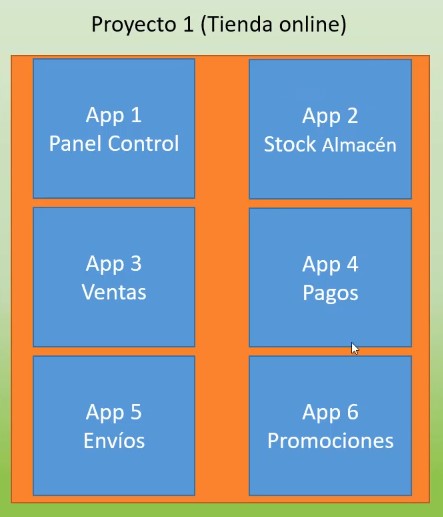 Proyecto 1 (Tienda online)
App 1
Panel Control
App 2
Stock Almacén
App 3
Ventas
App 4
Pagos
App 5
Envíos
App 6
Promociones